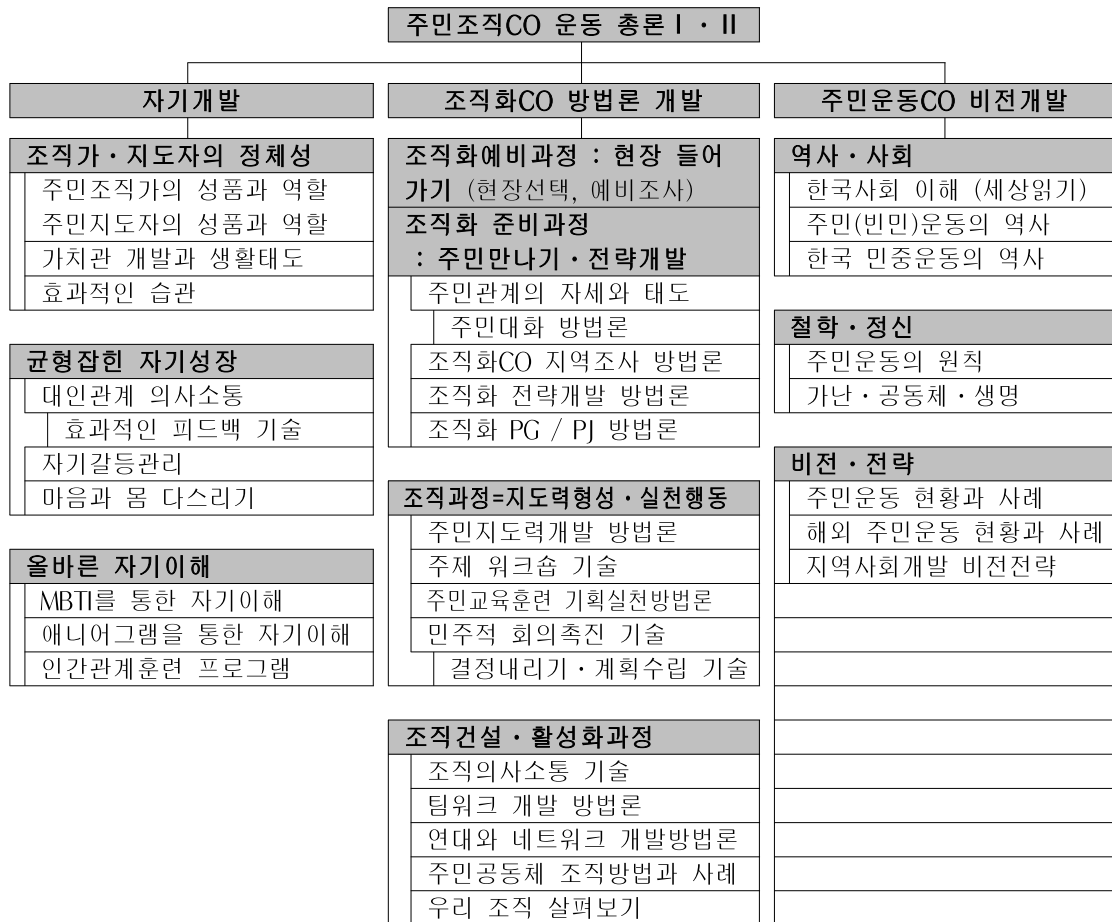 주민조직CO 운동 총론Ⅰ·Ⅱ
자기개발
조직가·지도자의 정체성
주민조직가의 성품과 역할
주민지도자의 성품과 역할
가치관 개발과 생활태도
효과적인 습관
균형잡힌 자기성장
대인관계 의사소통
효과적인 피드백 기술
자기갈등관리
마음과 몸 다스리기
올바른 자기이해
MBTI를 통한 자기이해
애니어그램을 통한 자기이해
인간관계훈련 프로그램
조직화CO 방법론 개발
조직화예비과정 : 현장 들어
가기 (현장선택, 예비조사)
조직화 준비과정
: 주민만나기·전략개발
주민관계의 자세와 태도
주민대화 방법론
조직화CO 지역조사 방법론
조직화 전략개발 방법론
조직화 PG / PJ 방법론
조직과정=지도력형성·실천행동
주민지도력개발 방법론
주제 워크숍 기술
주민교육훈련 기획실천방법론
민주적 회의촉진 기술
결정내리기·계획수립 기술
조직건설·활성화과정
조직의사소통 기술
팀워크 개발 방법론
연대와 네트워크 개발방법론
주민공동체 조직방법과 사례
우리 조직 살펴보기
주민운동CO 비전개발
역사·사회
한국사회 이해 (세상읽기)
주민(빈민)운동의 역사
한국 민중운동의 역사
철학·정신
주민운동의 원칙
가난·공동체·생명
비전·전략
주민운동 현황과 사례
해외 주민운동 현황과 사례
지역사회개발 비전전략